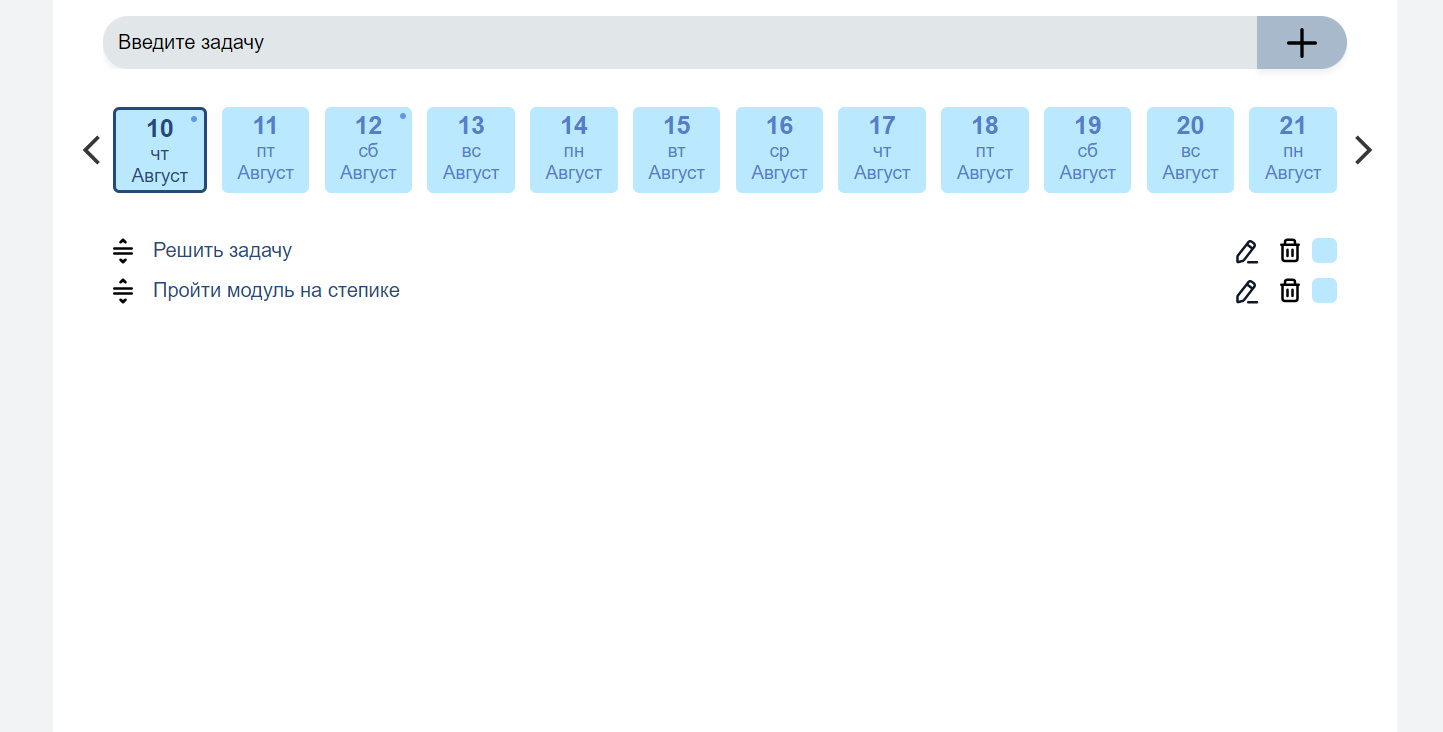 Введите задачу
10 11 12 13 14 15 16 17 18 19 20 21
чт пт сб вс пн вт ср чт пт сб вс пн
Август Август Август Август Август Август Август Август Август Август Август Август
Решить задачу
Пройти модуль на степике